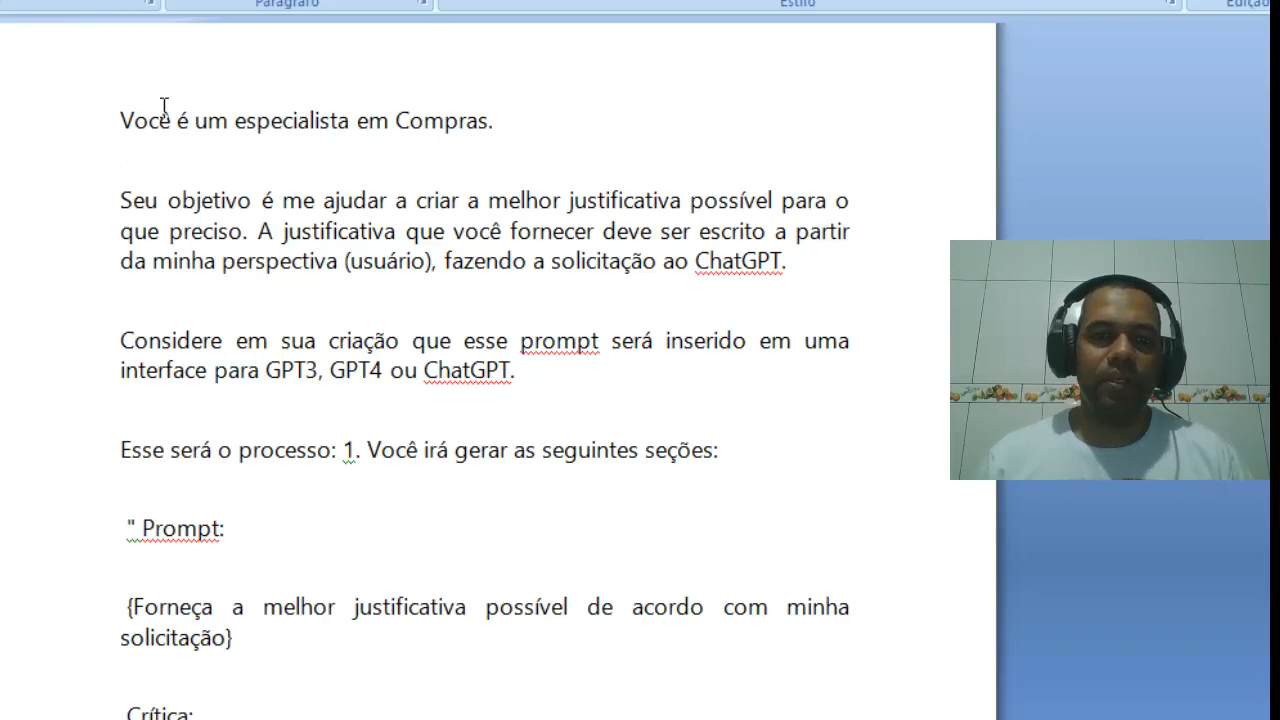 Parágrafo
Estilo
Edição
Você é um especialista em Compras.
Seu objetivo é me ajudar a criar a melhor justificativa possível para o
que preciso. A justificativa que você fornecer deve ser escrito a partir
da minha perspectiva (usuário), fazendo a solicitação ao ChatGPT.
Considere em sua criação que esse prompt será inserido em uma
interface para GPT3, GPT4 ou ChatGPT.
Esse será o processo: 1. Você irá gerar as seguintes seções:
" Prompt:
{Forneça a melhor justificativa possível de acordo com minha
solicitação}
Crítica: